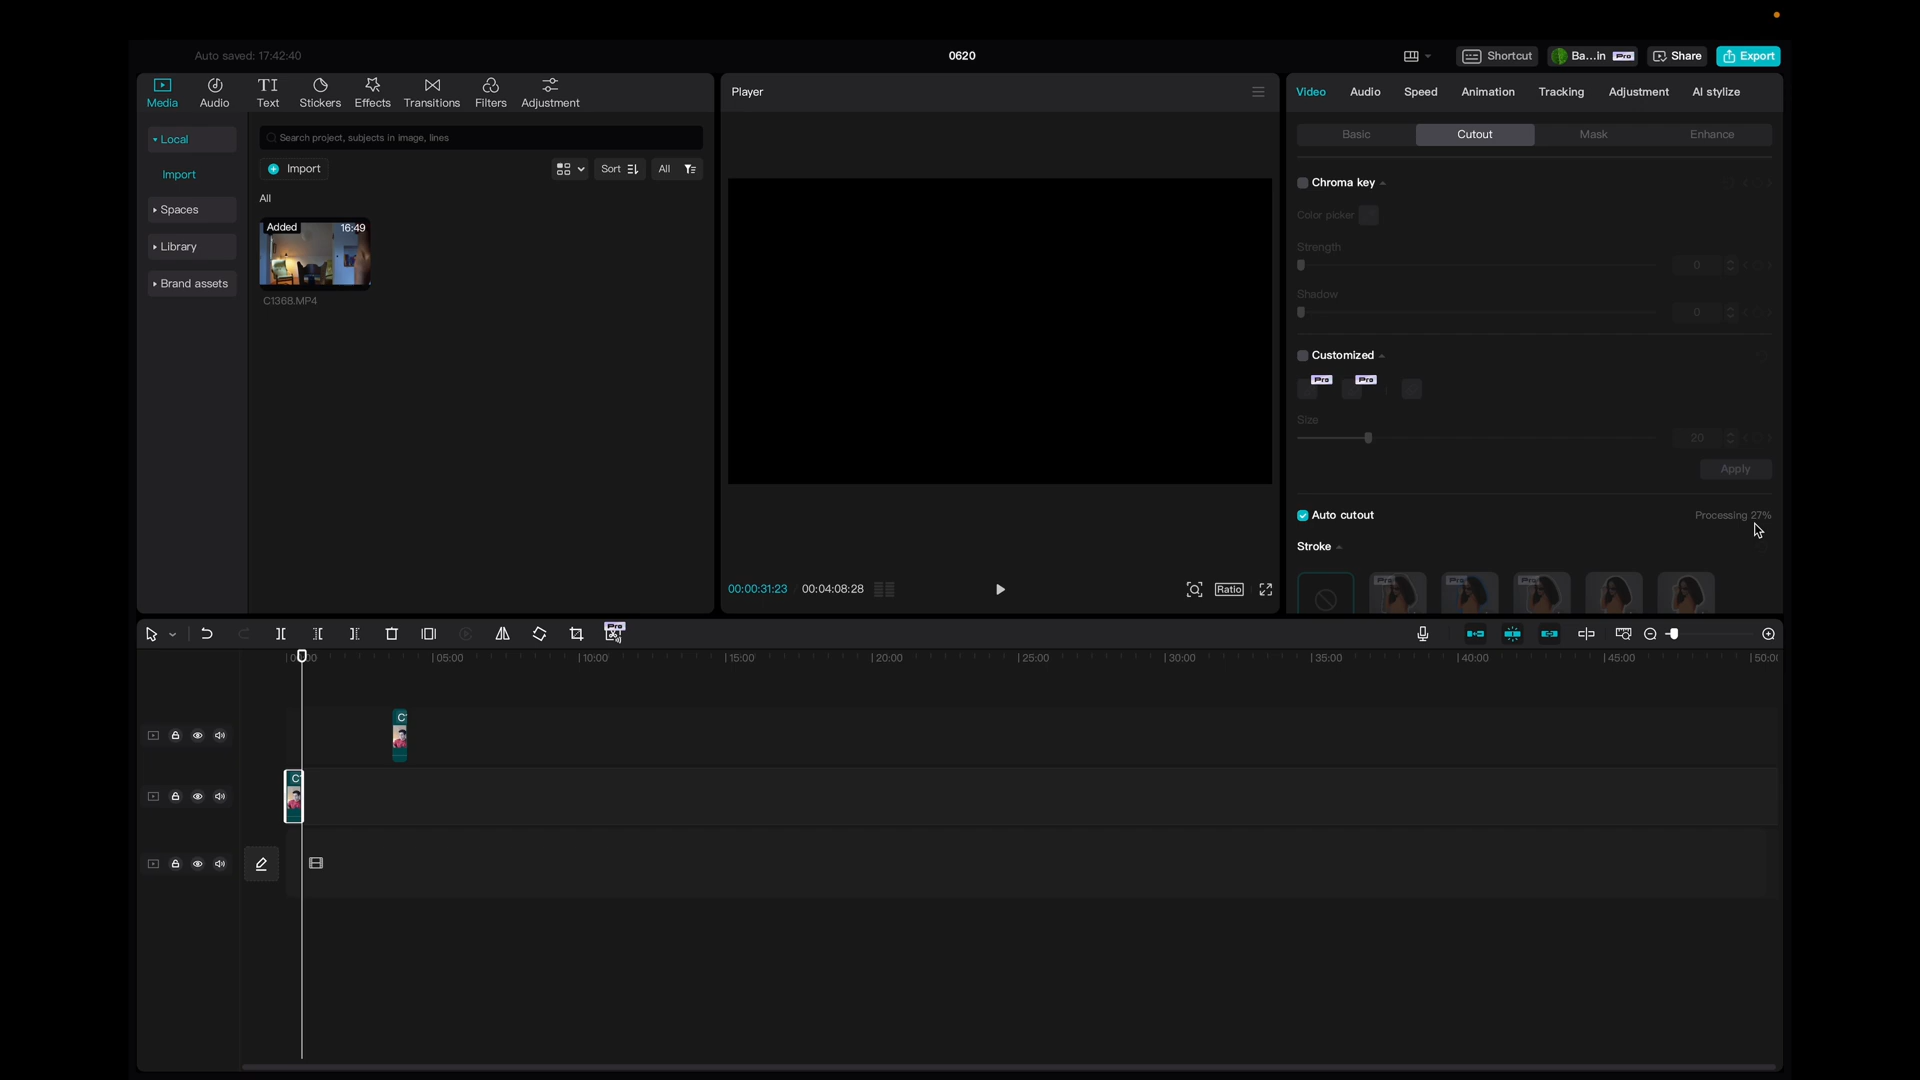 Auto saved: 17:42:40
0620
Shortcut
Ba...in
Pro
Share
Export
Media
Audio
Text
Stickers
Effects
Transitions
Filters
Adjustment
Local
Import
Spaces
Library
Brand assets
Search project, subjects in image, lines
Import
Sort
All
All
Added
16:49
C1368.MP4
Player
00:00:31:23
00:04:08:28
Ratio
Video
Audio
Speed
Animation
Tracking
Adjustment
AI stylize
Basic
Cutout
Mask
Enhance
Chroma key
Color picker
Strength
0
Shadow
0
Customized
Pro
Pro
Size
20
Apply
Auto cutout
Processing 27%
Stroke
Pro
Pro
Pro
Pro
05:00
10:00
15:00
20:00
25:00
30:00
35:00
40:00
45:00
50:0
C
C